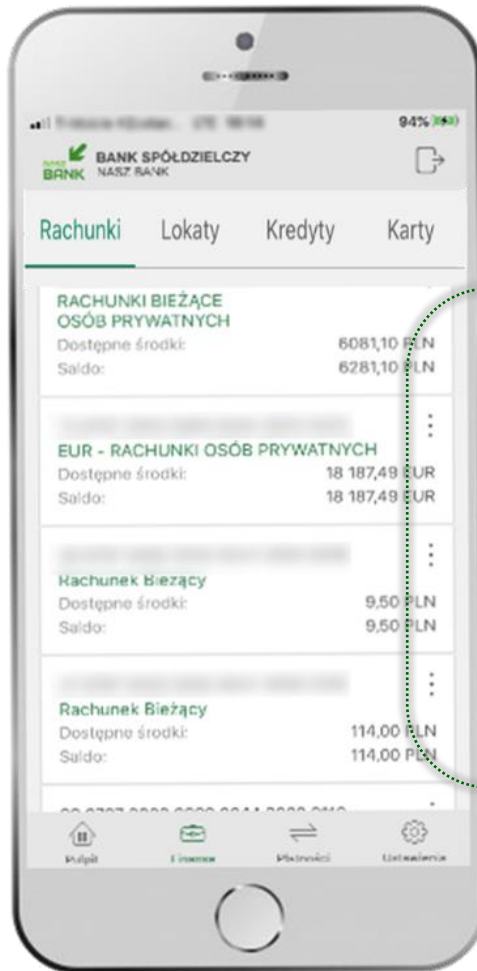 94%
NASZ BANK
BANK SPÓŁDZIELCZY
NASZ BANK
Rachunki Lokaty Kredyty Karty
RACHUNKI BIEŻĄCE
OSÓB PRYWATNYCH
Dostępne środki: 6081,10 PLN
Saldo: 6281,10 PLN
EUR - RACHUNKI OSÓB PRYWATNYCH
Dostępne środki: 18 187,49 EUR
Saldo: 18 187,49 EUR
Rachunek Bieżący
Dostępne środki: 9,50 PLN
Saldo: 9,50 PLN
Rachunek Bieżący
Dostępne środki: 114,00 PLN
Saldo: 114,00 PLN
Pulpit Finanse Płatności Ustawienia